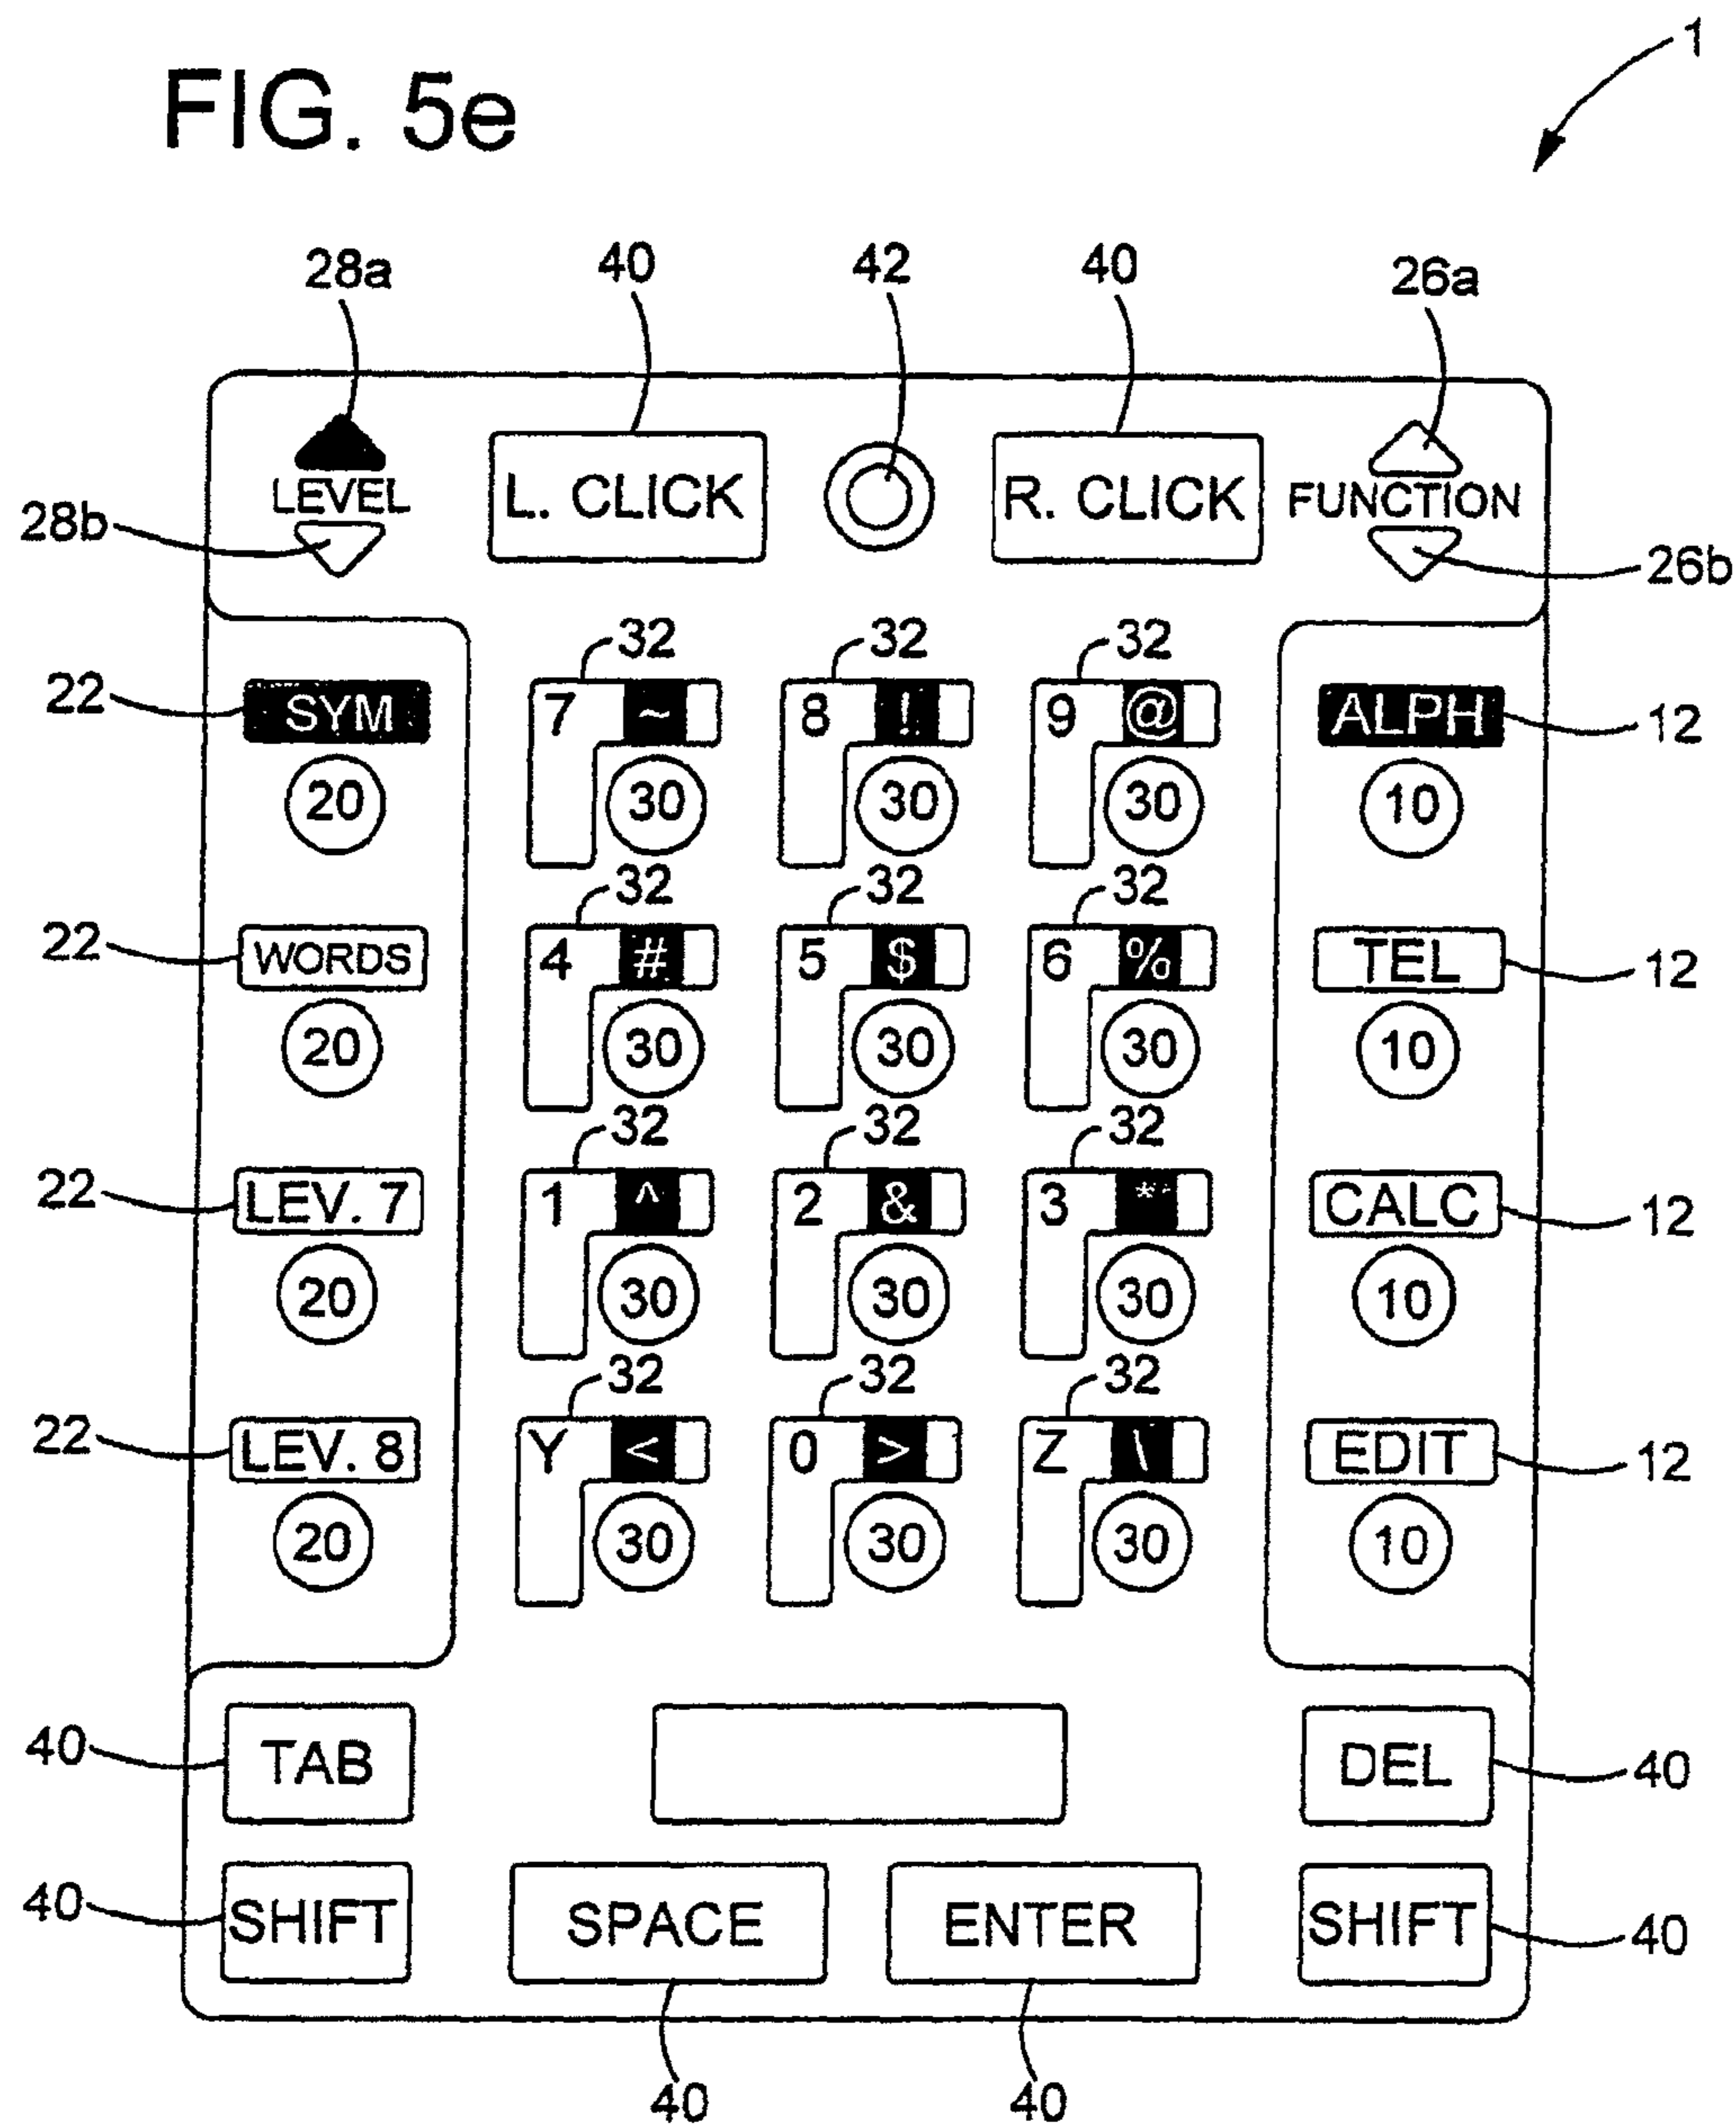 1
FIG. 5e
28a 40 42 40 26a
LEVEL L. CLICK R. CLICK FUNCTION
28b 26b
32 32 32
22 SYM 7 ~ 8 ! 9 @ ALPH 12
20 30 30 30 10
32 32 32
22 WORDS 4 # 5 $ 6 % TEL 12
20 30 30 30 10
32 32 32
22 LEV. 7 1 ^ 2 & 3 * CALC 12
20 30 30 30 10
32 32 32
22 LEV. 8 Y < 0 > Z \ EDIT 12
20 30 30 30 10
40 TAB DEL 40
40 SHIFT SPACE ENTER SHIFT 40
40 40